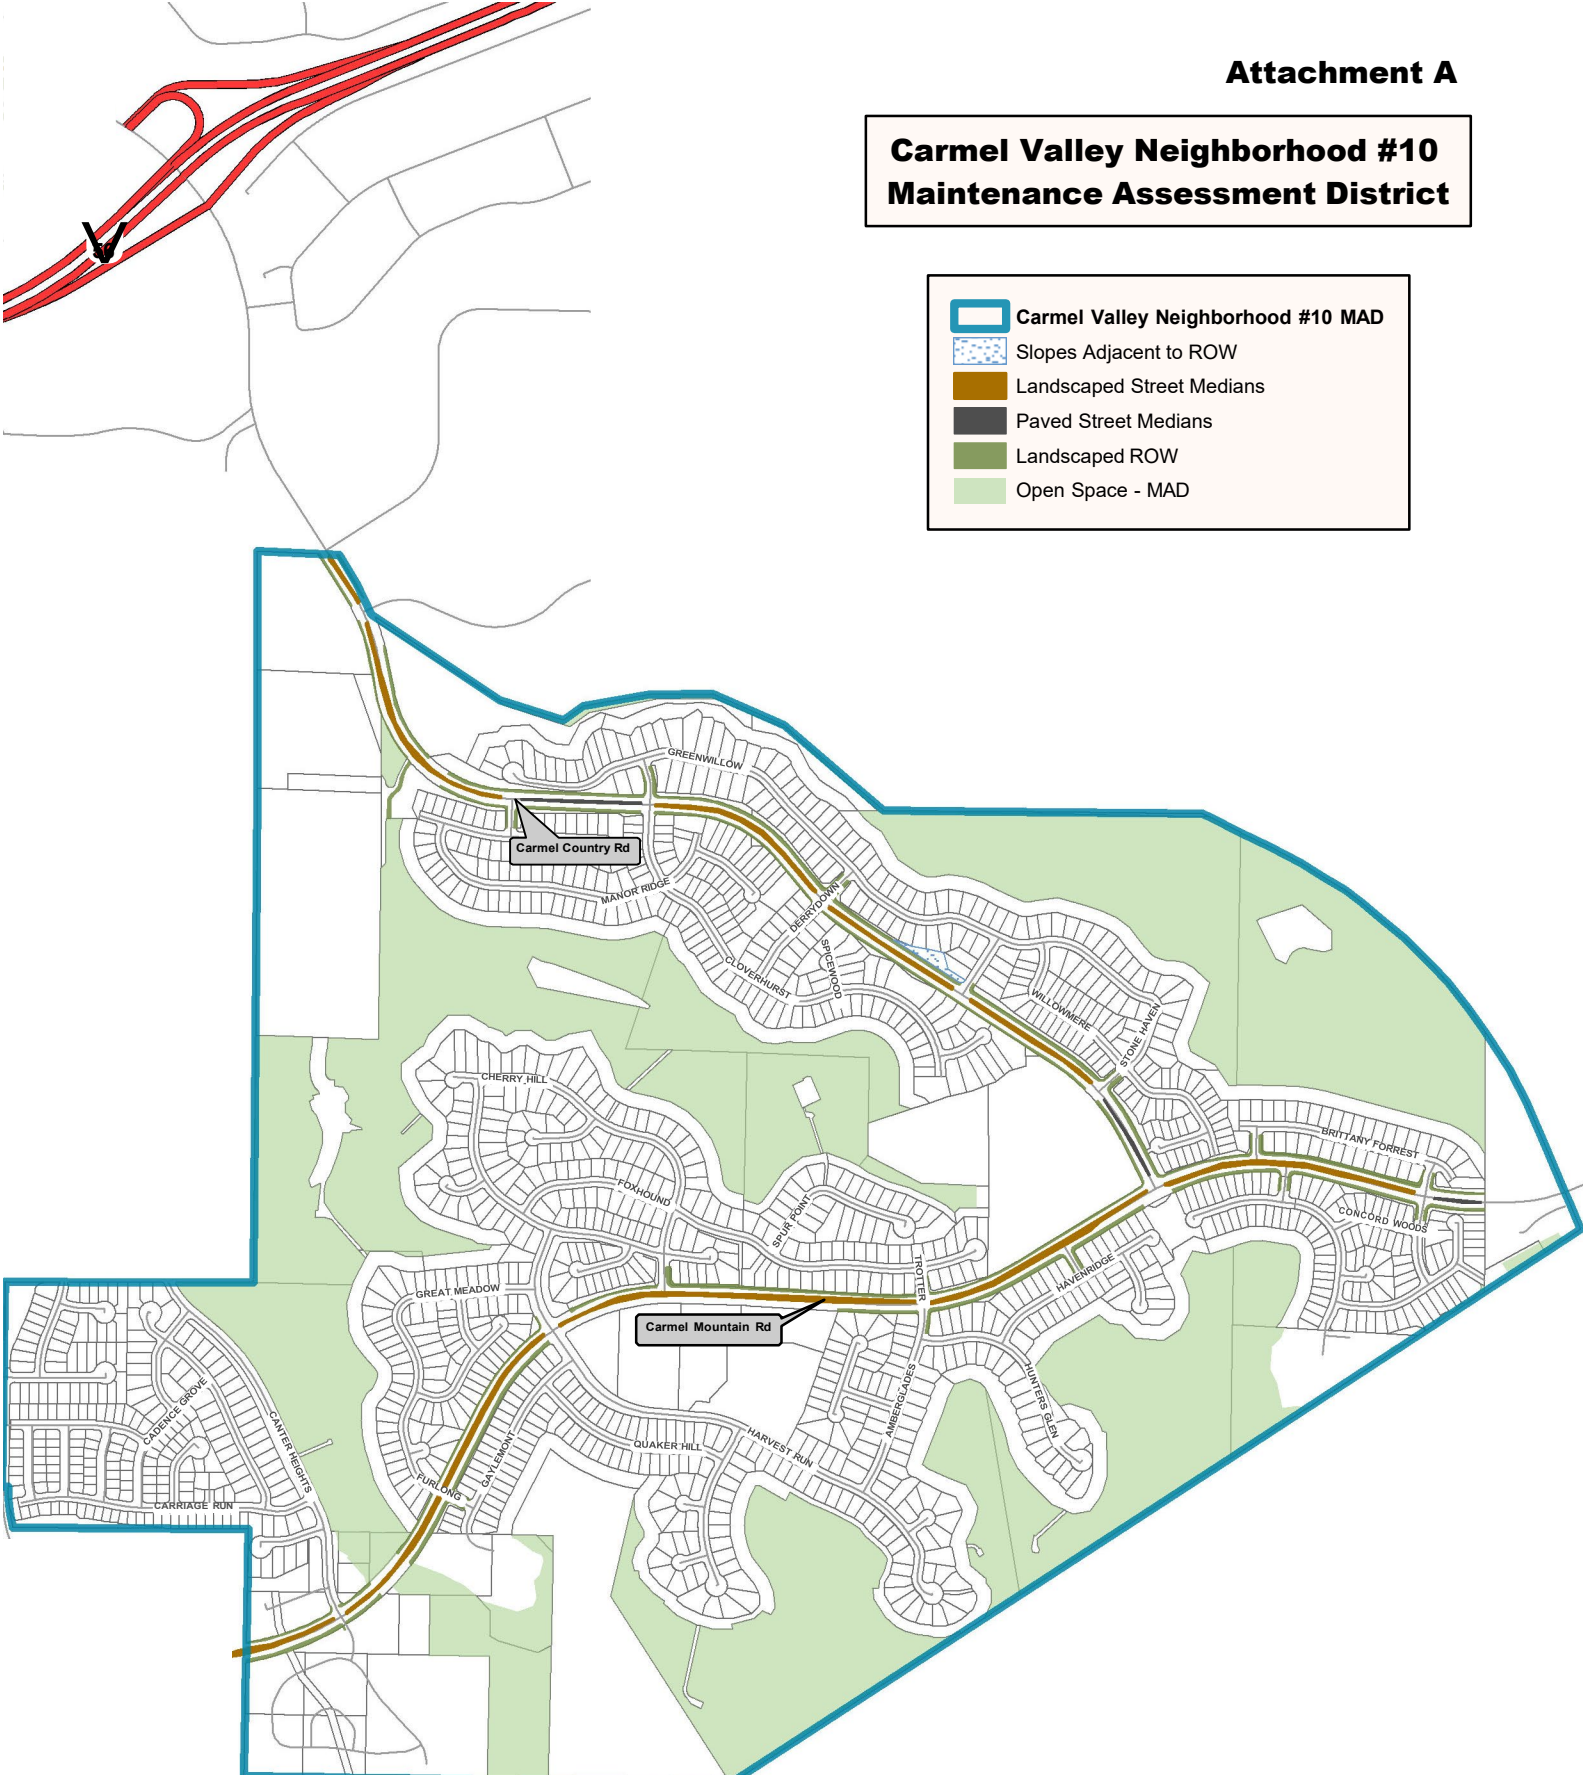 Attachment A
Carmel Valley Neighborhood #10
Maintenance Assessment District
Carmel Valley Neighborhood #10 MAD
Slopes Adjacent to ROW
Landscaped Street Medians
Paved Street Medians
Landscaped ROW
Open Space - MAD
GREENWILLOW
Carmel Country Rd
MANOR RIDGE
DERRYDOWN
SPICEWOOD
CLOVERHURST
WILLOWMERE
STONE HAVEN
CHERRY HILL
BRITTANY FORREST
FOXHOUND
SPUR POINT
CONCORD WOODS
TROTTER
HAVENRIDGE
GREAT MEADOW
Carmel Mountain Rd
HUNTERS GLEN
AMBERGLADES
CADENCE GROVE
CANTER HEIGHTS
QUAKER HILL
HARVEST RUN
GAYLEMONT
FURLONG
CARRIAGE RUN